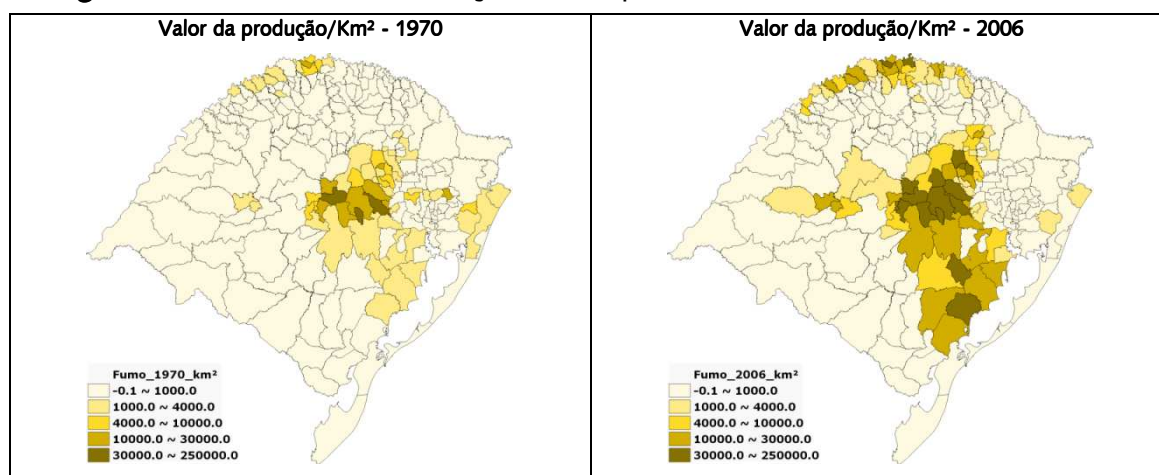 Valor da produção/Km² - 1970
Valor da produção/Km² - 2006
Fumo_1970_km²
-0.1 ~ 1000.0
1000.0 ~ 4000.0
4000.0 ~ 10000.0
10000.0 ~ 30000.0
30000.0 ~ 250000.0
Fumo_2006_km²
-0.1 ~ 1000.0
1000.0 ~ 4000.0
4000.0 ~ 10000.0
10000.0 ~ 30000.0
30000.0 ~ 250000.0